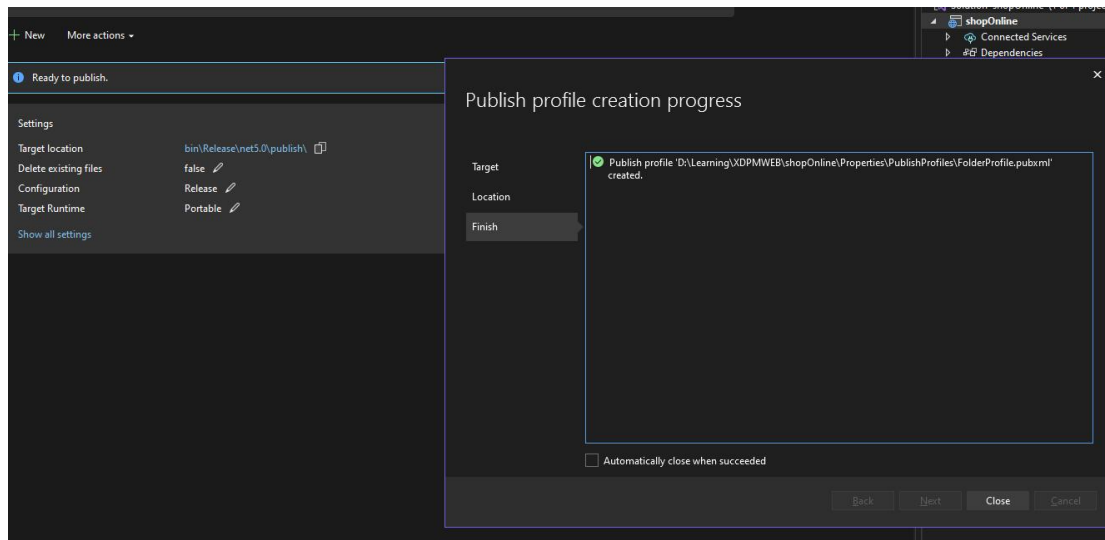 shopOnline
Connected Services
Dependencies
+ New More actions
Ready to publish.
Settings
Target location bin\Release\net5.0\publish\
Delete existing files false
Configuration Release
Target Runtime Portable
Show all settings
Publish profile creation progress
Target
Location
Finish
Publish profile 'D:\Learning\XDPMWEB\shopOnline\Properties\PublishProfiles\FolderProfile.pubxml'
created.
Automatically close when succeeded
Back Next Close Cancel